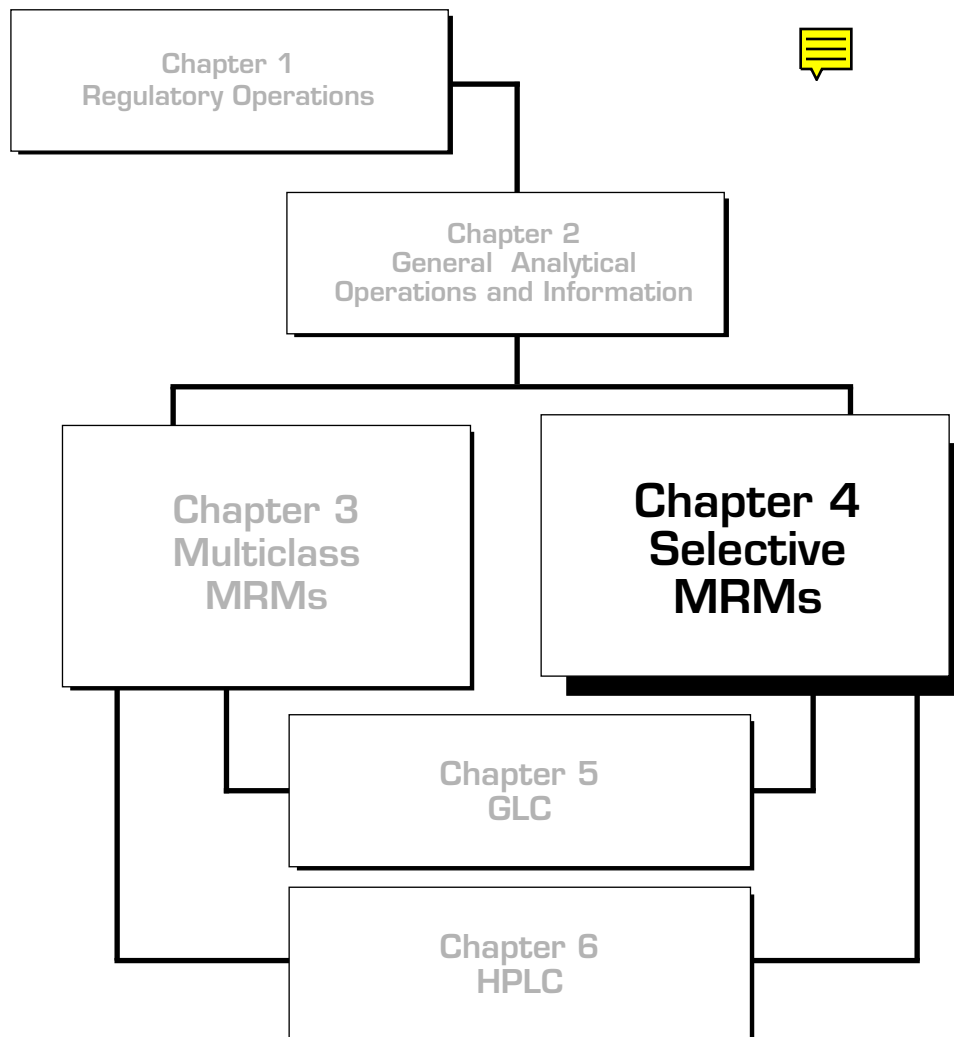 Chapter 1
Regulatory Operations
Chapter 2
General Analytical
Operations and Information
Chapter 3
Multiclass
MRMs
Chapter 4
Selective
MRMs
Chapter 5
GLC
Chapter 6
HPLC